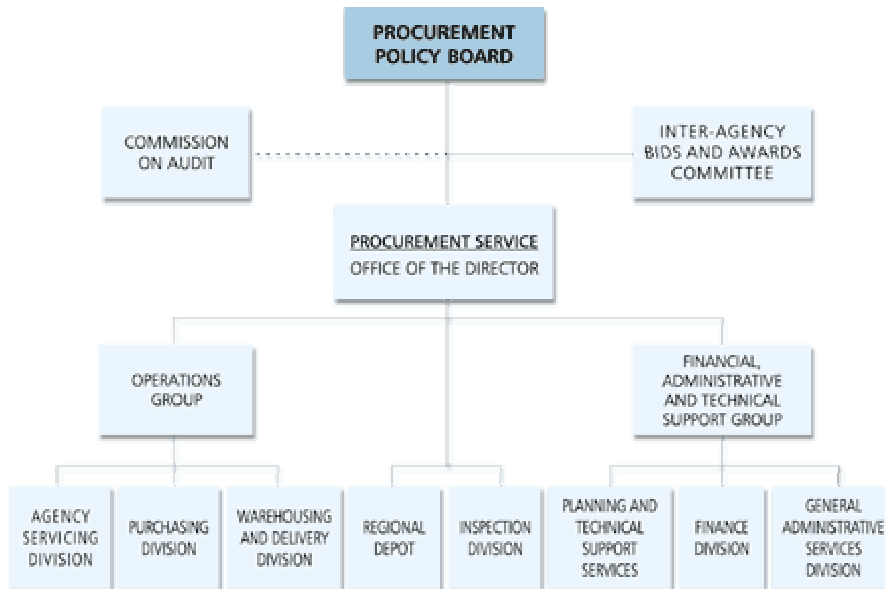 PROCUREMENT
POLICY BOARD
COMMISSION
ON AUDIT
INTER-AGENCY
BIDS AND AWARDS
COMMITTEE
PROCUREMENT SERVICE
OFFICE OF THE DIRECTOR
OPERATIONS
GROUP
FINANCIAL,
ADMINISTRATIVE
AND TECHNICAL
SUPPORT GROUP
AGENCY
SERVICING
DIVISION
PURCHASING
DIVISION
WAREHOUSING
AND DELIVERY
DIVISION
REGIONAL
DEPOT
INSPECTION
DIVISION
PLANNING AND
TECHNICAL
SUPPORT
SERVICES
FINANCE
DIVISION
GENERAL
ADMINISTRATIVE
SERVICES
DIVISION